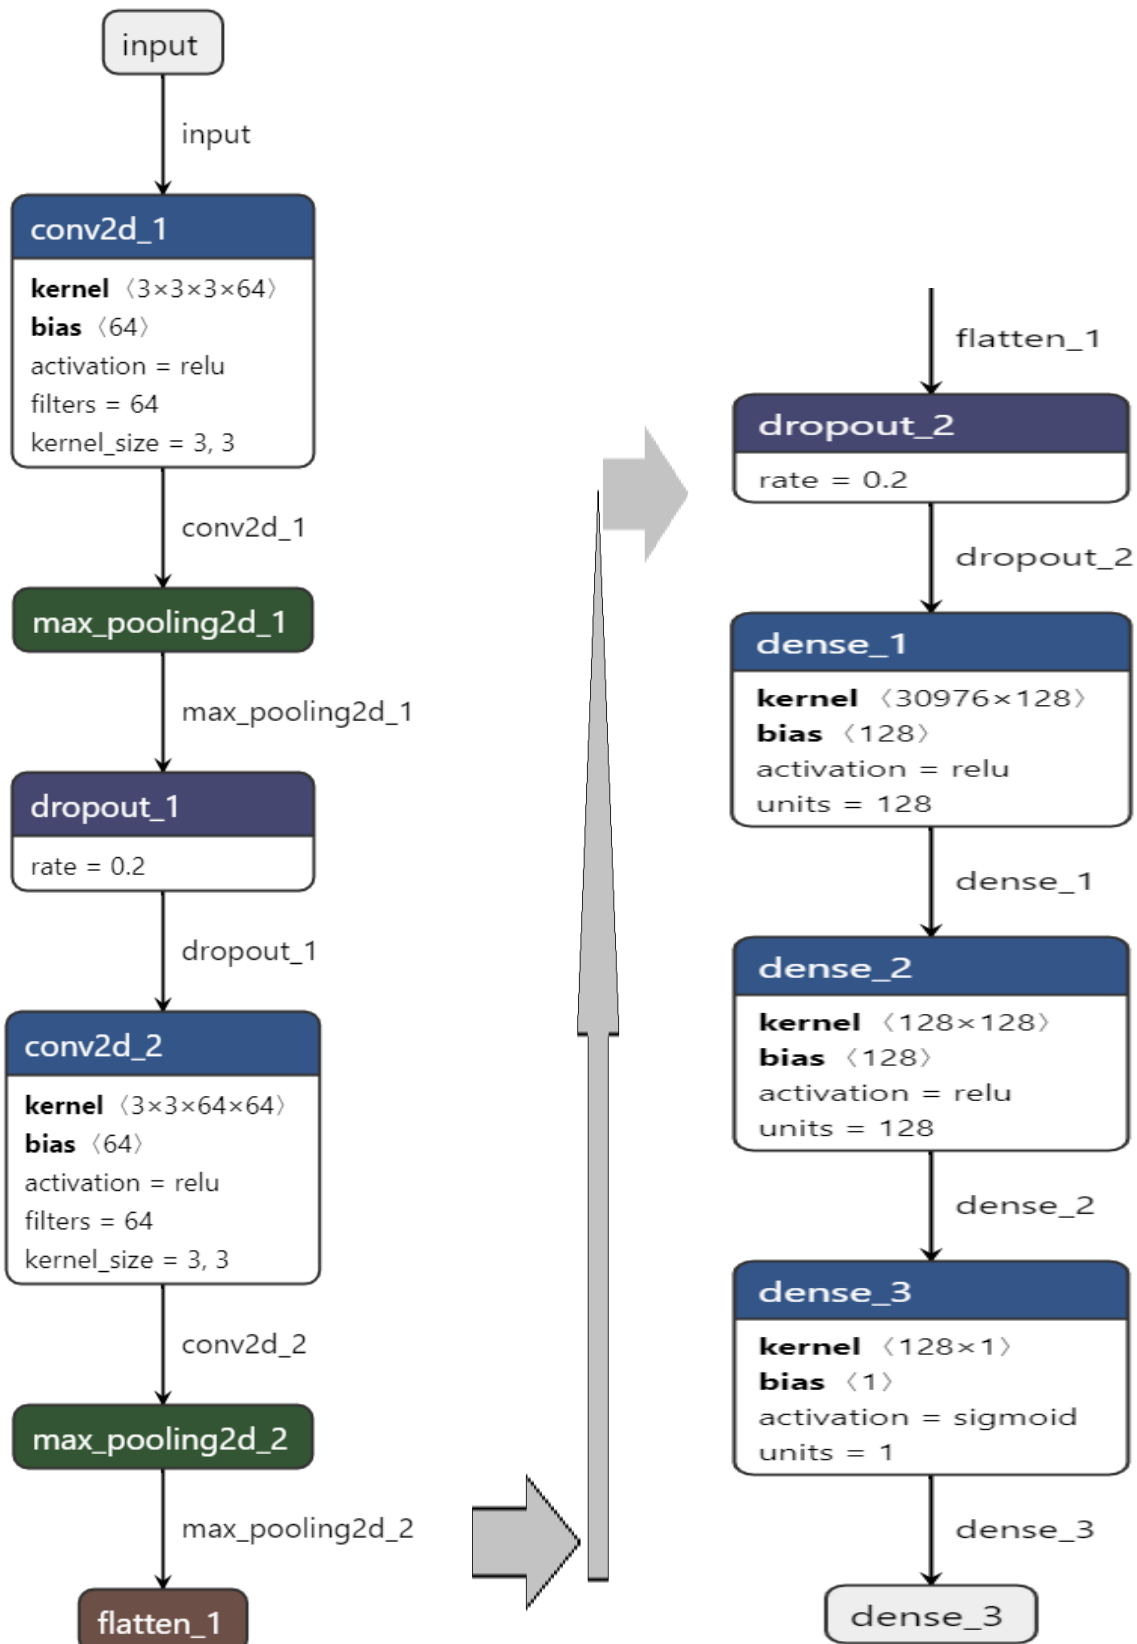 input
input
conv2d_1
kernel 〈3×3×3×64〉
bias 〈64〉
activation = relu
filters = 64
kernel_size = 3, 3
conv2d_1
max_pooling2d_1
max_pooling2d_1
dropout_1
rate = 0.2
dropout_1
conv2d_2
kernel 〈3×3×64×64〉
bias 〈64〉
activation = relu
filters = 64
kernel_size = 3, 3
conv2d_2
max_pooling2d_2
max_pooling2d_2
flatten_1
flatten_1
dropout_2
rate = 0.2
dropout_2
dense_1
kernel 〈30976×128〉
bias 〈128〉
activation = relu
units = 128
dense_1
dense_2
kernel 〈128×128〉
bias 〈128〉
activation = relu
units = 128
dense_2
dense_3
kernel 〈128×1〉
bias 〈1〉
activation = sigmoid
units = 1
dense_3
dense_3